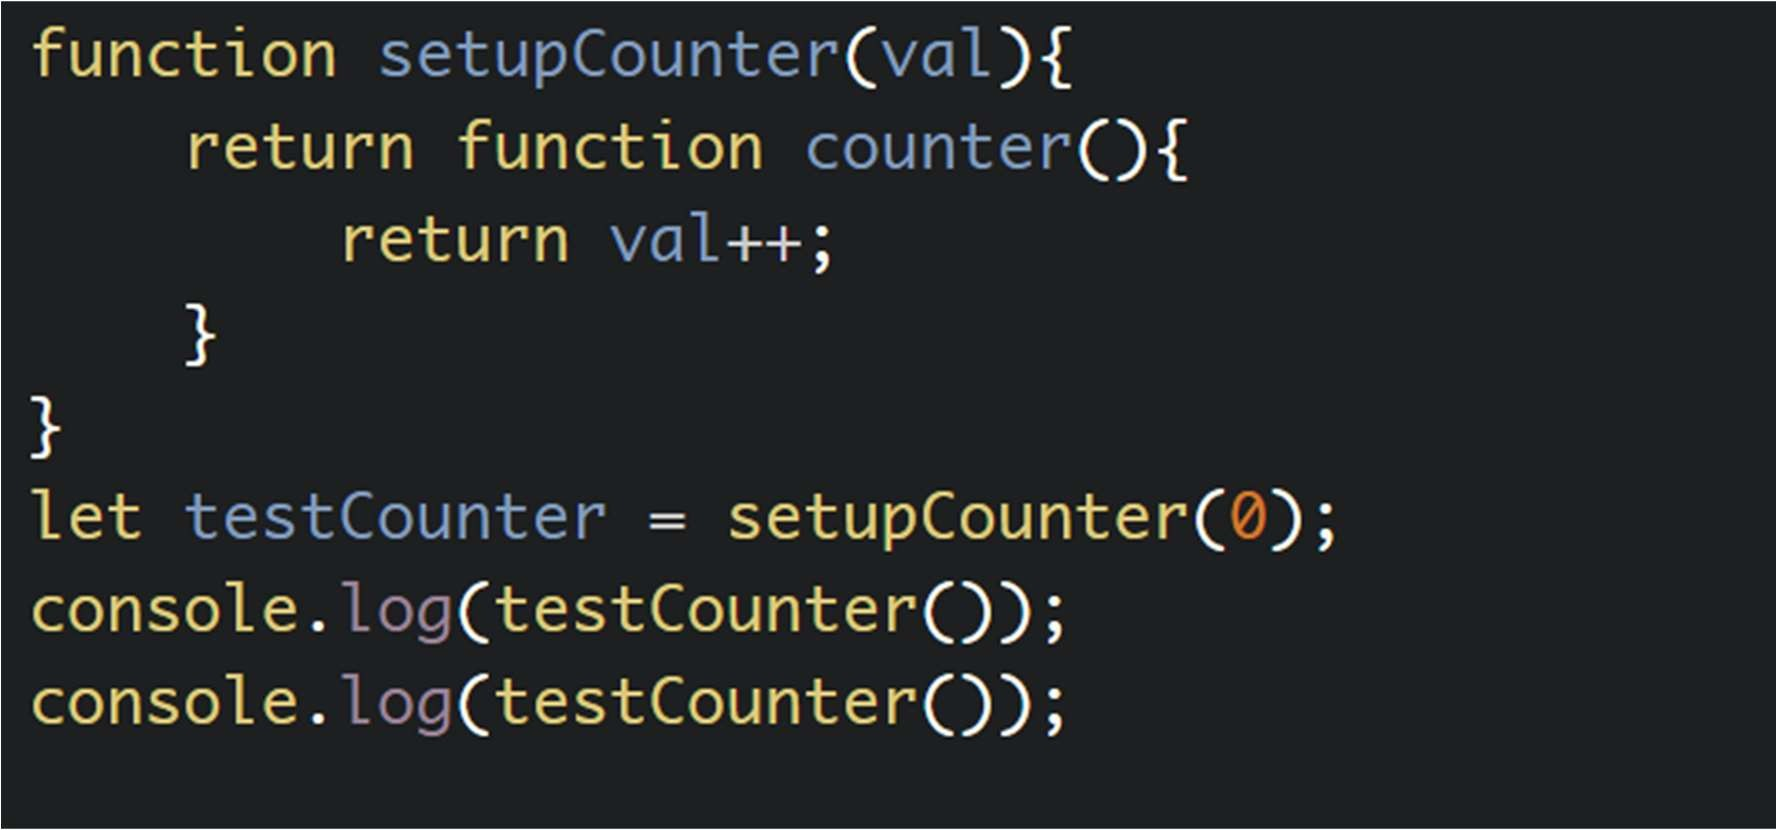 function setupCounter(val){
    return function counter(){
        return val++;
    }
}
let testCounter = setupCounter(0);
console.log(testCounter());
console.log(testCounter());